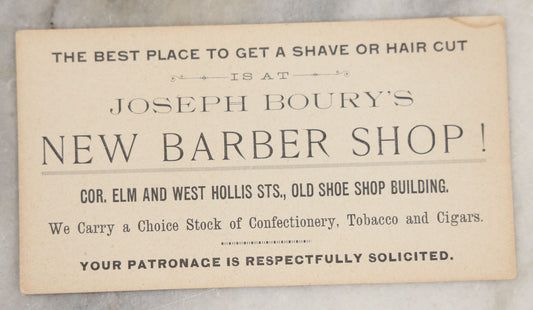 THE BEST PLACE TO GET A SHAVE OR HAIR CUT
IS AT
JOSEPH BOURY'S
NEW BARBER SHOP!
COR. ELM AND WEST HOLLIS STS., OLD SHOE SHOP BUILDING.
We Carry a Choice Stock of Confectionery, Tobacco and Cigars.
YOUR PATRONAGE IS RESPECTFULLY SOLICITED.